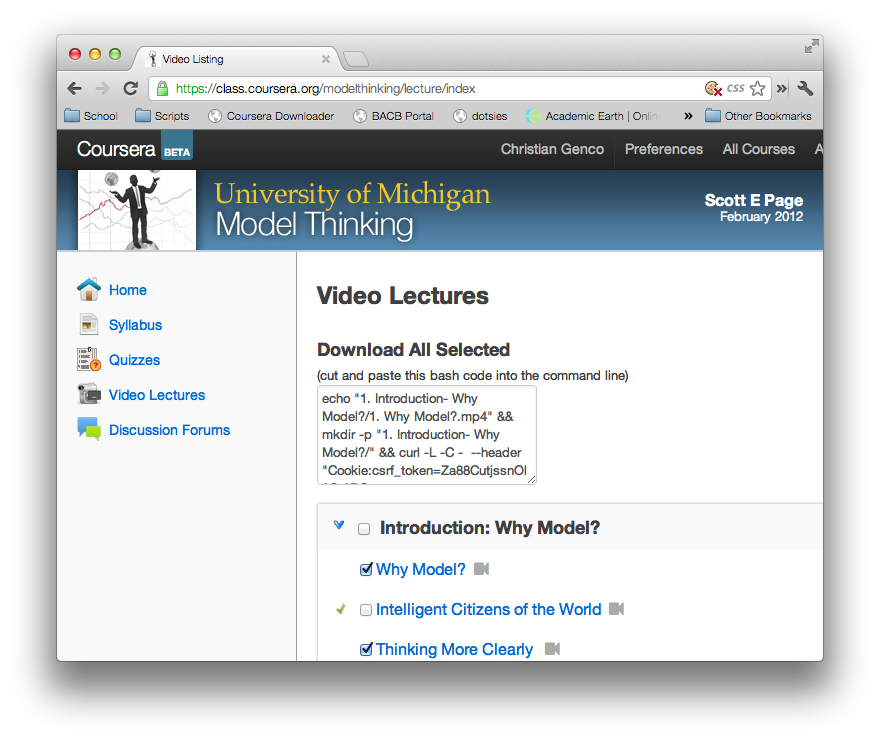 Video Listing
https://class.coursera.org/modelthinking/lecture/index
CSS
School Scripts Coursera Downloader BACB Portal dotsies Academic Earth | Onlin » Other Bookmarks
Coursera BETA Christian Genco Preferences All Courses A
University of Michigan
Model Thinking
Scott E Page
February 2012
Home
Syllabus
Quizzes
Video Lectures
Discussion Forums
Video Lectures
Download All Selected
(cut and paste this bash code into the command line)
echo "1. Introduction- Why
Model?/1. Why Model?.mp4" &&
mkdir -p "1. Introduction- Why
Model?/" && curl -L -C -  --header
"Cookie:csrf_token=Za88CutjssnOl
Introduction: Why Model?
Why Model?
Intelligent Citizens of the World
Thinking More Clearly